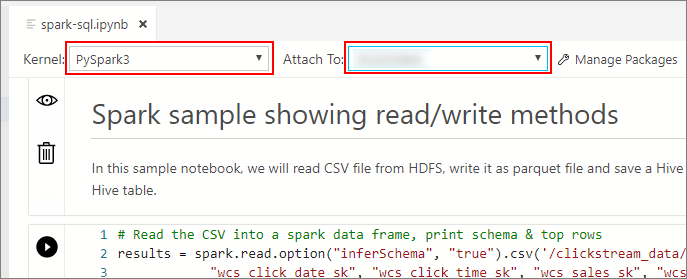 spark-sql.ipynb
Kernel: PySpark3 Attach To: Manage Packages
Spark sample showing read/write methods
In this sample notebook, we will read CSV file from HDFS, write it as parquet file and save a Hive
Hive table.
1 # Read the CSV into a spark data frame, print schema & top rows
2 results = spark.read.option("inferSchema", "true").csv('/clickstream_data/
3 "wcs_click_date_sk", "wcs_click_time_sk", "wcs_sales_sk", "wcs